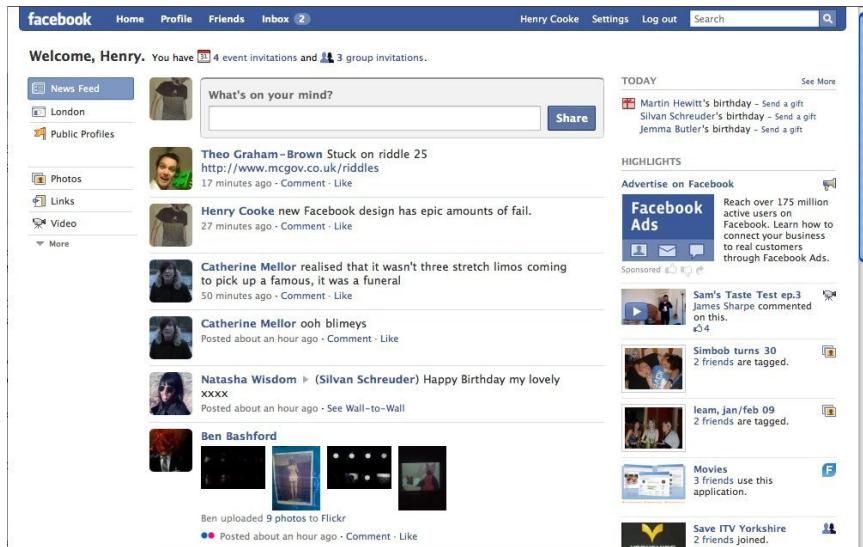 facebook Home Profile Friends Inbox 2 Henry Cooke Settings Log out Search
Welcome, Henry. You have 31 4 event invitations and 3 group invitations.
News Feed
London
Public Profiles
Photos
Links
Video
More
What's on your mind?
Share
Theo Graham-Brown Stuck on riddle 25
http://www.mcgov.co.uk/riddles
17 minutes ago · Comment · Like
Henry Cooke new Facebook design has epic amounts of fail.
27 minutes ago · Comment · Like
Catherine Mellor realised that it wasn't three stretch limos coming
to pick up a famous, it was a funeral
50 minutes ago · Comment · Like
Catherine Mellor ooh blimeys
Posted about an hour ago · Comment · Like
Natasha Wisdom ▸ (Silvan Schreuder) Happy Birthday my lovely
xxxx
Posted about an hour ago · See Wall-to-Wall
Ben Bashford
Ben uploaded 9 photos to Flickr
Posted about an hour ago · Comment · Like
TODAY See More
Martin Hewitt's birthday – Send a gift
Silvan Schreuder's birthday – Send a gift
Jemma Butler's birthday – Send a gift
HIGHLIGHTS
Advertise on Facebook
Facebook
Ads
Reach over 175 million
active users on
Facebook. Learn how to
connect your business
to real customers
through Facebook Ads.
Sponsored
Sam's Taste Test ep.3
James Sharpe commented
on this.
4
Simbob turns 30
2 friends are tagged.
leam, jan/feb 09
2 friends are tagged.
Movies
3 friends use this
application.
Save ITV Yorkshire
2 friends joined.